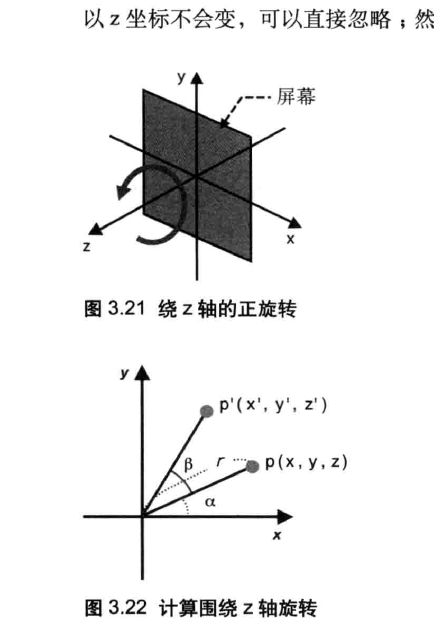 以 z 坐标不会变，可以直接忽略；然
y
屏幕
z
x
图 3.21 绕 z 轴的正旋转
y
p'(x', y', z')
β
r
p(x, y, z)
α
x
图 3.22 计算围绕 z 轴旋转